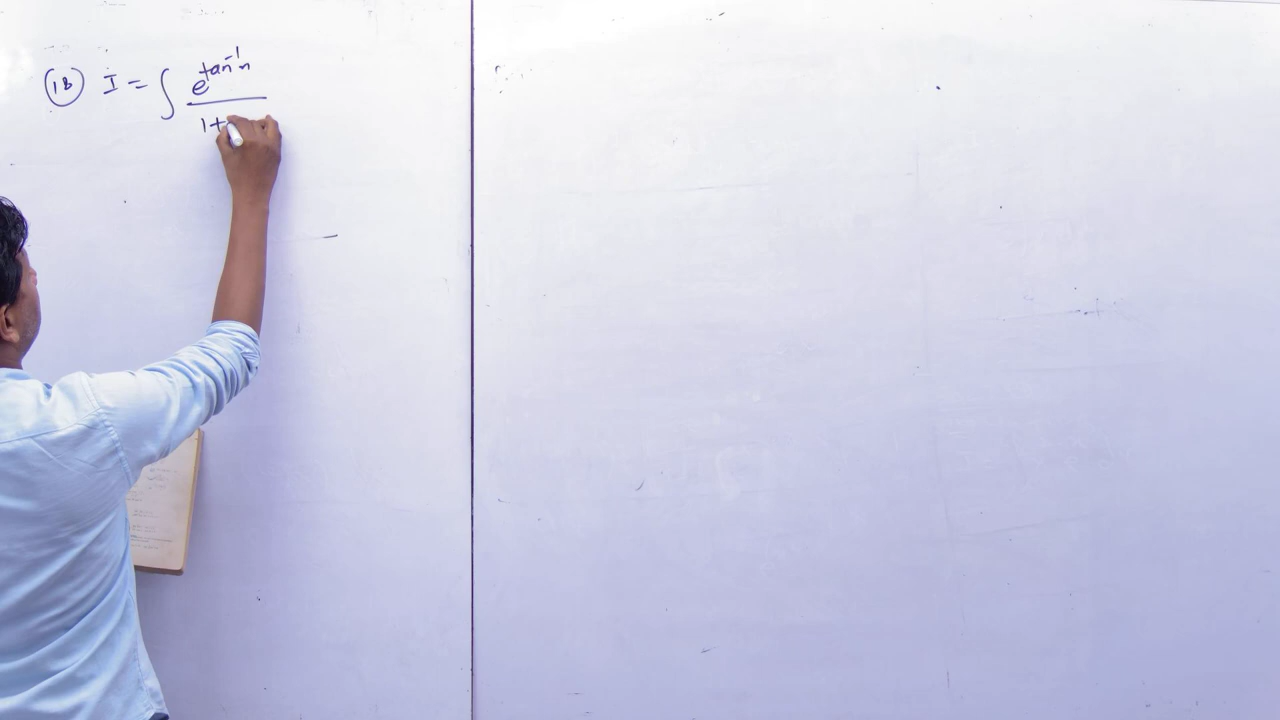 (18) I = ∫ e^tan⁻¹x
1+